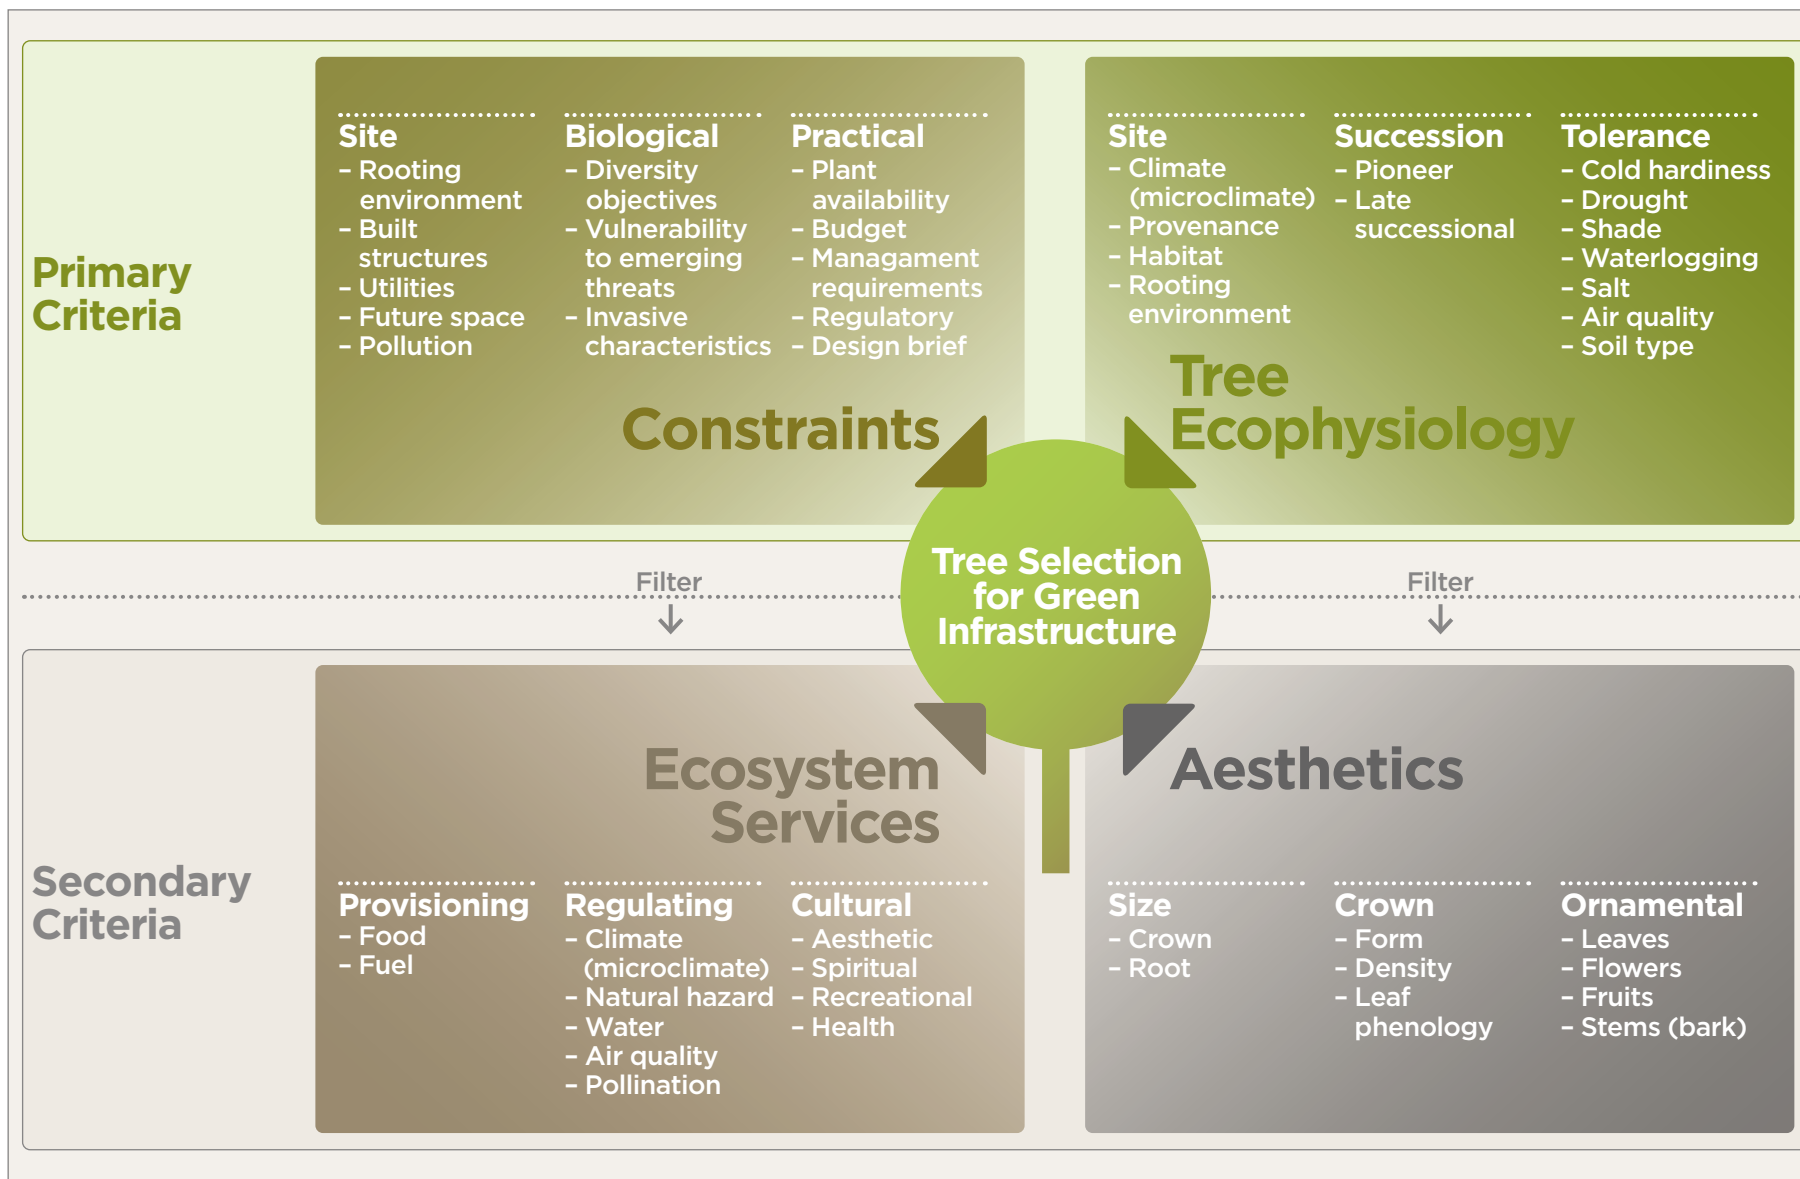 Primary
Criteria
Site
– Rooting
environment
– Built
structures
– Utilities
– Future space
– Pollution
Biological
– Diversity
objectives
– Vulnerability
to emerging
threats
– Invasive
characteristics
Practical
– Plant
availability
– Budget
– Managament
requirements
– Regulatory
– Design brief
Constraints
Site
– Climate
(microclimate)
– Provenance
– Habitat
– Rooting
environment
Succession
– Pioneer
– Late
successional
Tolerance
– Cold hardiness
– Drought
– Shade
– Waterlogging
– Salt
– Air quality
– Soil type
Tree
Ecophysiology
Tree Selection
for Green
Infrastructure
Filter
Filter
Secondary
Criteria
Ecosystem
Services
Provisioning
– Food
– Fuel
Regulating
– Climate
(microclimate)
– Natural hazard
– Water
– Air quality
– Pollination
Cultural
– Aesthetic
– Spiritual
– Recreational
– Health
Aesthetics
Size
– Crown
– Root
Crown
– Form
– Density
– Leaf
phenology
Ornamental
– Leaves
– Flowers
– Fruits
– Stems (bark)